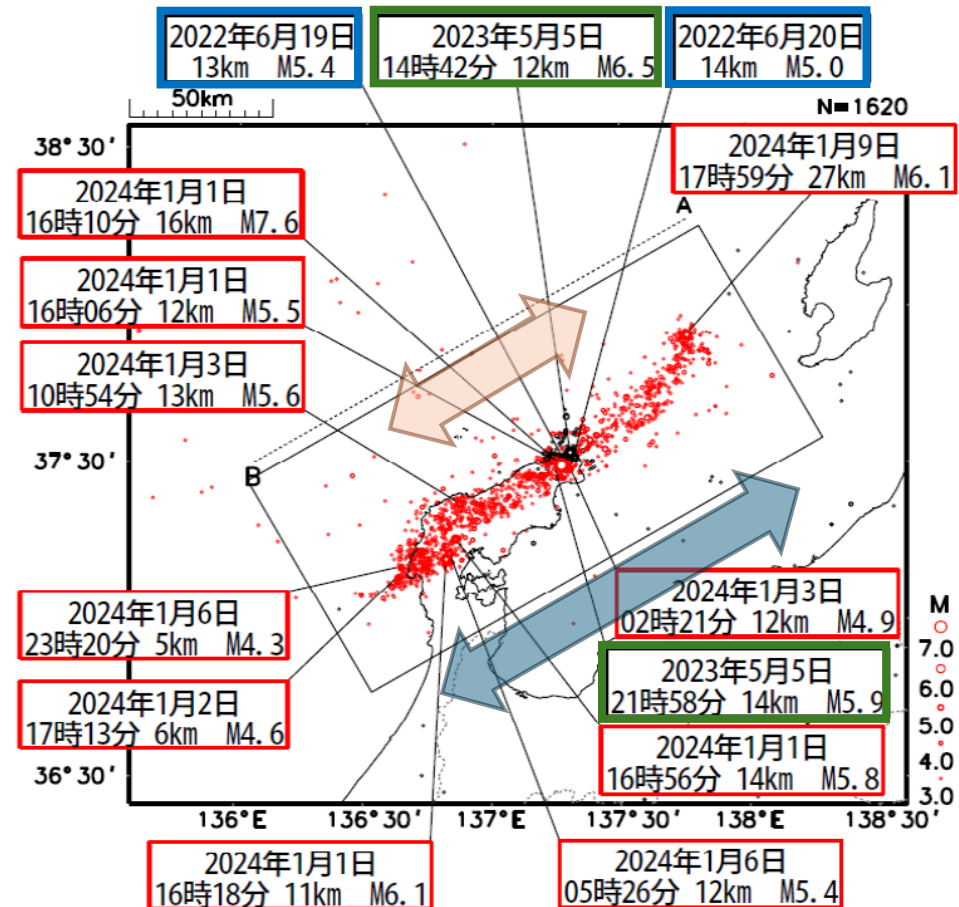 2022年6月19日
13km M5.4
2023年5月5日
14時42分 12km M6.5
2022年6月20日
14km M5.0
50km
N=1620
38°30′
2024年1月9日
17時59分 27km M6.1
2024年1月1日
16時10分 16km M7.6
A
2024年1月1日
16時06分 12km M5.5
2024年1月3日
10時54分 13km M5.6
37°30′
B
2024年1月3日
02時21分 12km M4.9
2024年1月6日
23時20分 5km M4.3
2023年5月5日
21時58分 14km M5.9
2024年1月2日
17時13分 6km M4.6
2024年1月1日
16時56分 14km M5.8
M
7.0
6.0
5.0
4.0
3.0
36°30′
136°E
136°30′
137°E
137°30′
138°E
138°30′
2024年1月1日
16時18分 11km M6.1
2024年1月6日
05時26分 12km M5.4